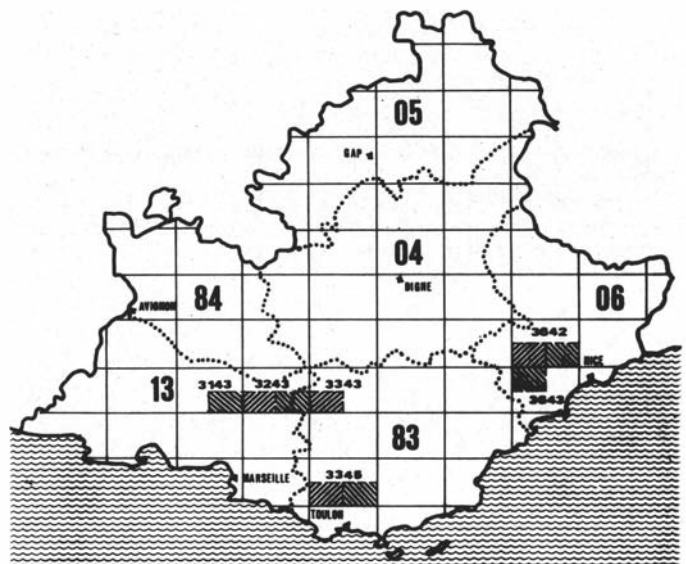 05
GAP
04
DIGNE
84
06
AVIGNON
3642
NICE
13
3143 3243 3343
3643
83
MARSEILLE
3345
TOULON